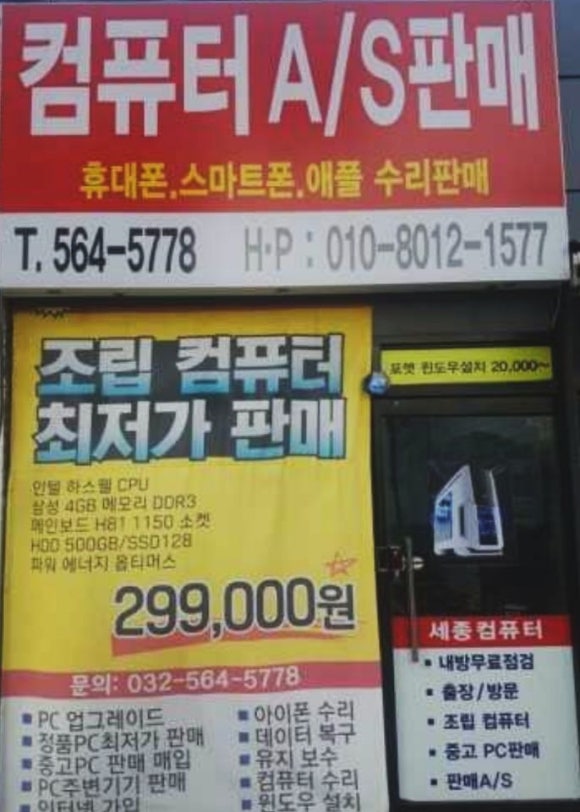 컴퓨터 A/S판매
휴대폰.스마트폰.애플 수리판매
T. 564-5778 H·P : 010-8012-1577
조립 컴퓨터
최저가 판매
인텔 하스웰 CPU
삼성 4GB 메모리 DDR3
메인보드 H81 1150 소켓
HDD 500GB/SSD128
파워 에너지 옵티머스
299,000원
문의: 032-564-5778
PC 업그레이드
정품PC최저가 판매
중고PC 판매 매입
PC주변기기 판매
인터넷 가입
아이폰 수리
데이터 복구
유지 보수
컴퓨터 수리
윈도우 설치
포맷 윈도우설치 20,000~
세종컴퓨터
내방무료점검
출장/방문
조립 컴퓨터
중고 PC판매
판매A/S